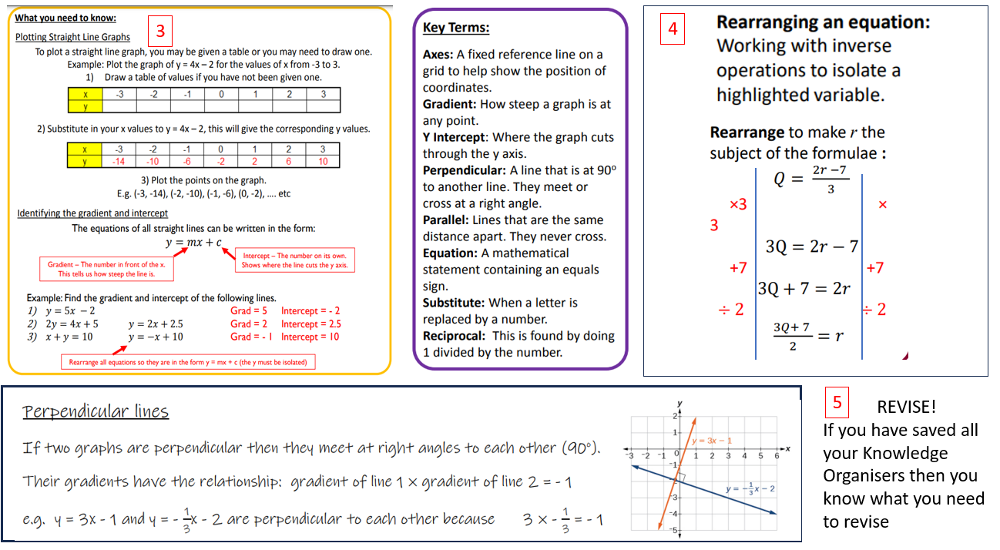 What you need to know:
3
Plotting Straight Line Graphs
To plot a straight line graph, you may be given a table or you may need to draw one.
Example: Plot the graph of y = 4x – 2 for the values of x from -3 to 3.
1) Draw a table of values if you have not been given one.
x -3 -2 -1 0 1 2 3
y
2) Substitute in your x values to y = 4x – 2, this will give the corresponding y values.
x -3 -2 -1 0 1 2 3
y -14 -10 -6 -2 2 6 10
3) Plot the points on the graph.
E.g. (-3, -14), (-2, -10), (-1, -6), (0, -2), .... etc
Identifying the gradient and intercept
The equations of all straight lines can be written in the form:
y = mx + c
Gradient – The number in front of the x.
This tells us how steep the line is.
Intercept – The number on its own.
Shows where the line cuts the y axis.
Example: Find the gradient and intercept of the following lines.
1) y = 5x − 2 Grad = 5 Intercept = - 2
2) 2y = 4x + 5 y = 2x + 2.5 Grad = 2 Intercept = 2.5
3) x + y = 10 y = −x + 10 Grad = - 1 Intercept = 10
Rearrange all equations so they are in the form y = mx + c (the y must be isolated)
Key Terms:
Axes: A fixed reference line on a
grid to help show the position of
coordinates.
Gradient: How steep a graph is at
any point.
Y Intercept: Where the graph cuts
through the y axis.
Perpendicular: A line that is at 90º
to another line. They meet or
cross at a right angle.
Parallel: Lines that are the same
distance apart. They never cross.
Equation: A mathematical
statement containing an equals
sign.
Substitute: When a letter is
replaced by a number.
Reciprocal: This is found by doing
1 divided by the number.
4
Rearranging an equation:
Working with inverse
operations to isolate a
highlighted variable.
Rearrange to make r the
subject of the formulae :
Q = (2r −7)/3
×3 ×
3
3Q = 2r − 7
+7 +7
3Q + 7 = 2r
÷ 2 ÷ 2
(3Q+ 7)/2 = r
Perpendicular lines
If two graphs are perpendicular then they meet at right angles to each other (90°).
Their gradients have the relationship: gradient of line 1 x gradient of line 2 = - 1
e.g. y = 3x - 1 and y = - 1/3x - 2 are perpendicular to each other because 3 x - 1/3 = - 1
y
2
1
y = 3x − 1
-3 -2 -1 0 1 2 3 4 5 6 x
-1
y = −1/3x − 2
-3
-4
-5
5
REVISE!
If you have saved all
your Knowledge
Organisers then you
know what you need
to revise